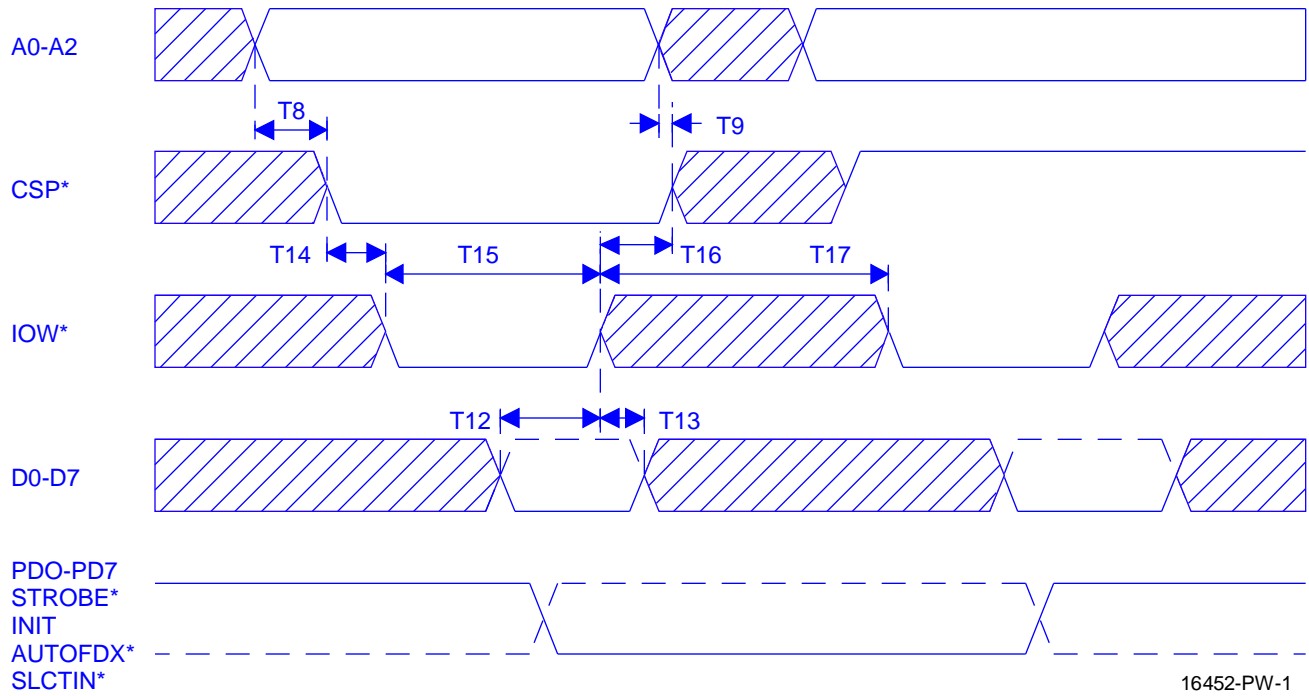 A0-A2
T8
T9
CSP*
T14
T15
T16
T17
IOW*
T12
T13
D0-D7
PDO-PD7
STROBE*
INIT
AUTOFDX*
SLCTIN*
16452-PW-1